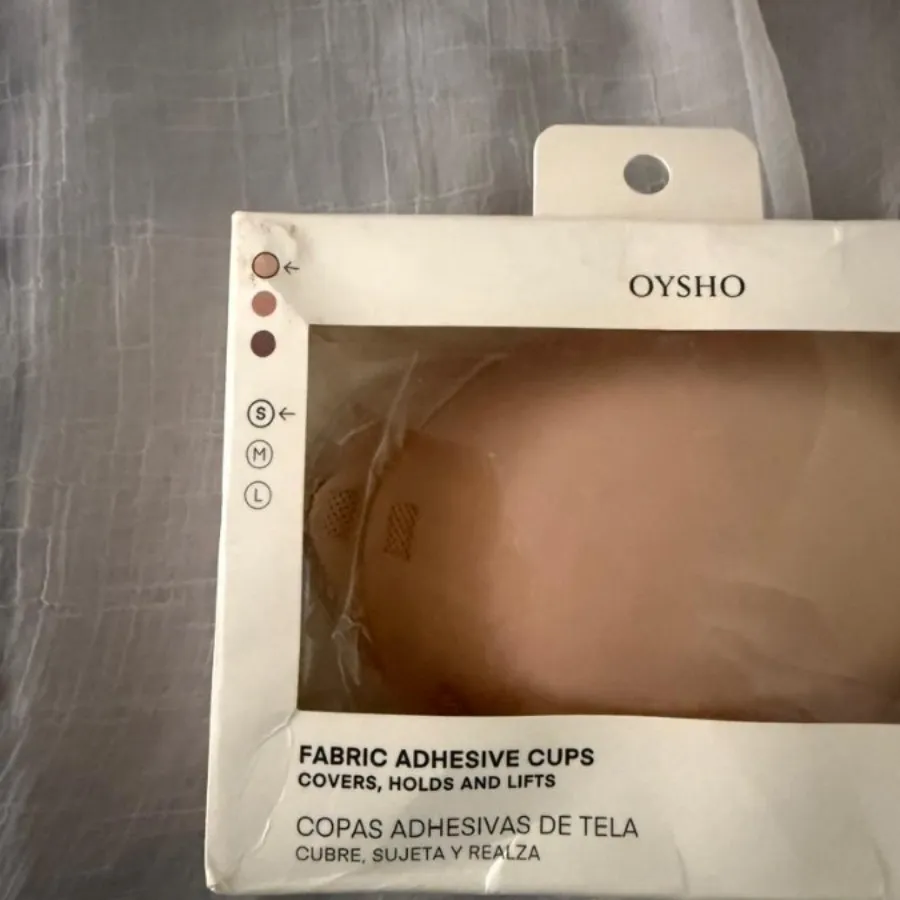 OYSHO
S
M
L
FABRIC ADHESIVE CUPS
COVERS, HOLDS AND LIFTS
COPAS ADHESIVAS DE TELA
CUBRE, SUJETA Y REALZA